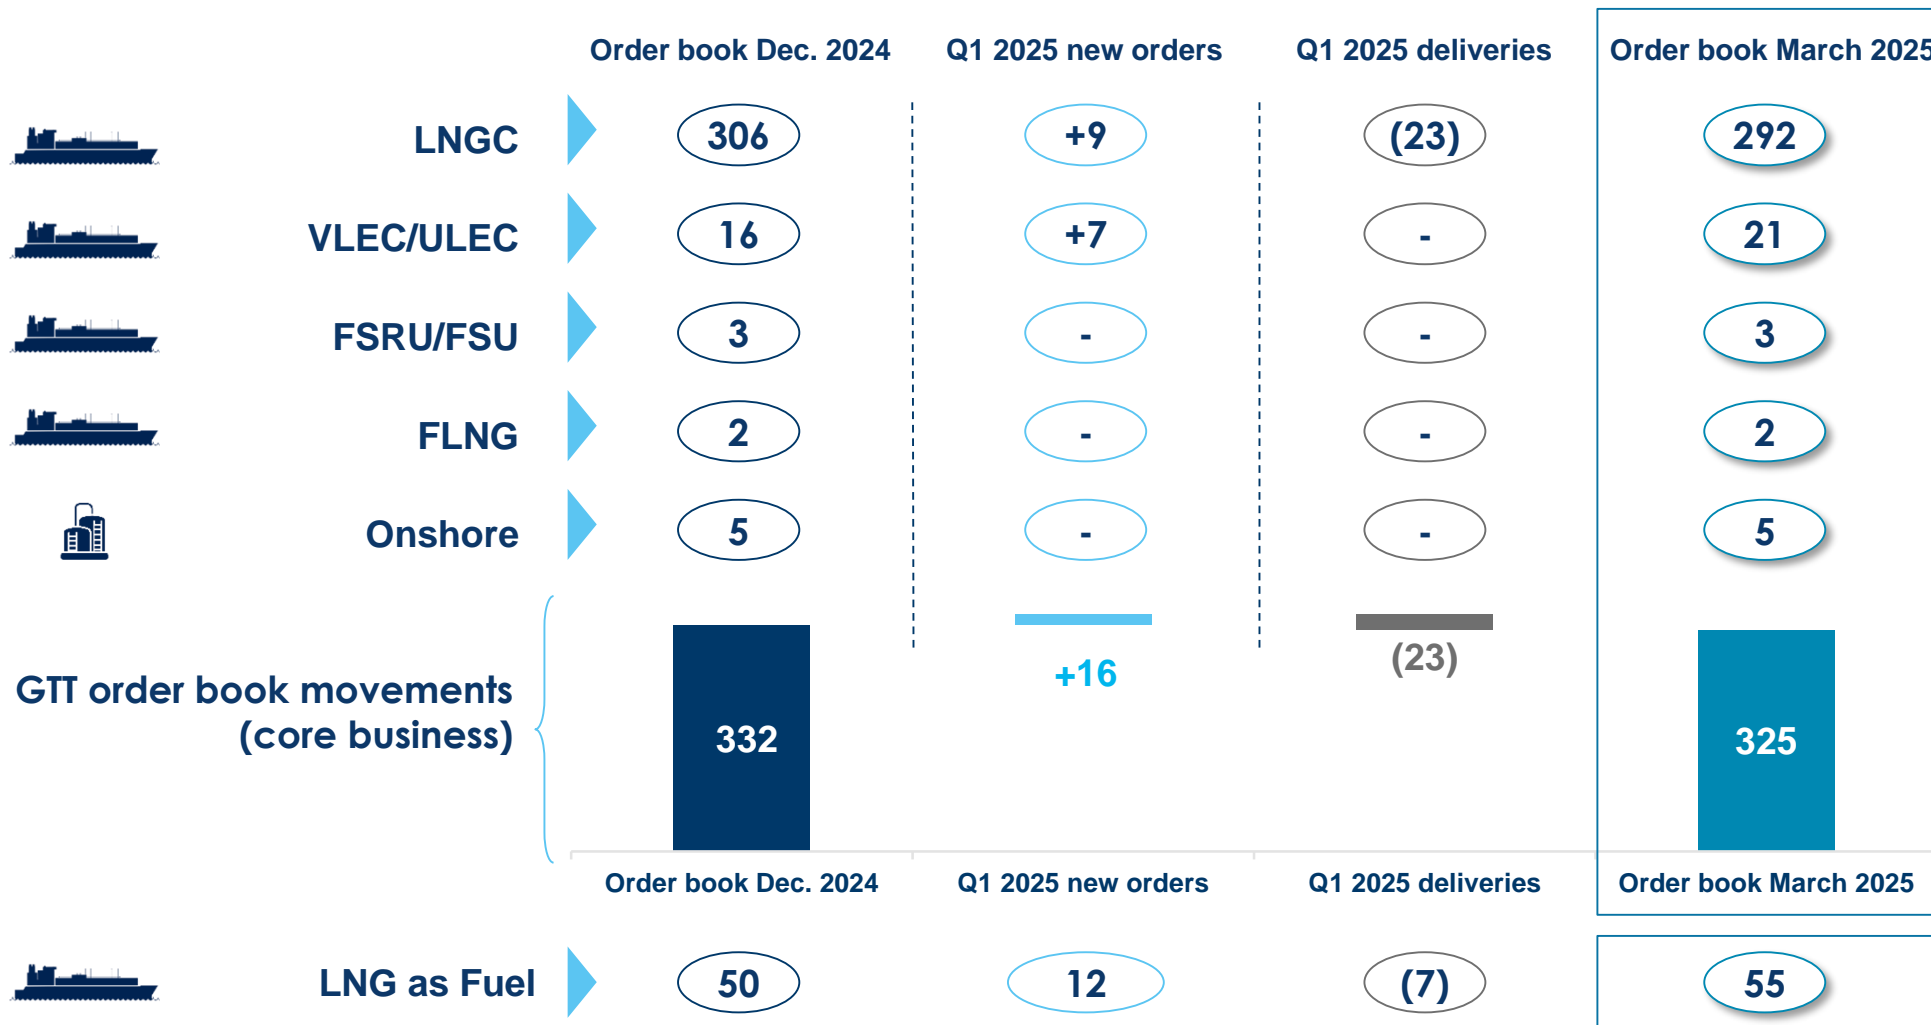 Order book Dec. 2024 Q1 2025 new orders Q1 2025 deliveries Order book March 2025
LNGC 306 +9 (23) 292
VLEC/ULEC 16 +7 - 21
FSRU/FSU 3 - - 3
FLNG 2 - - 2
Onshore 5 - - 5
+16 (23)
GTT order book movements
(core business)
332 325
Order book Dec. 2024 Q1 2025 new orders Q1 2025 deliveries Order book March 2025
LNG as Fuel 50 12 (7) 55